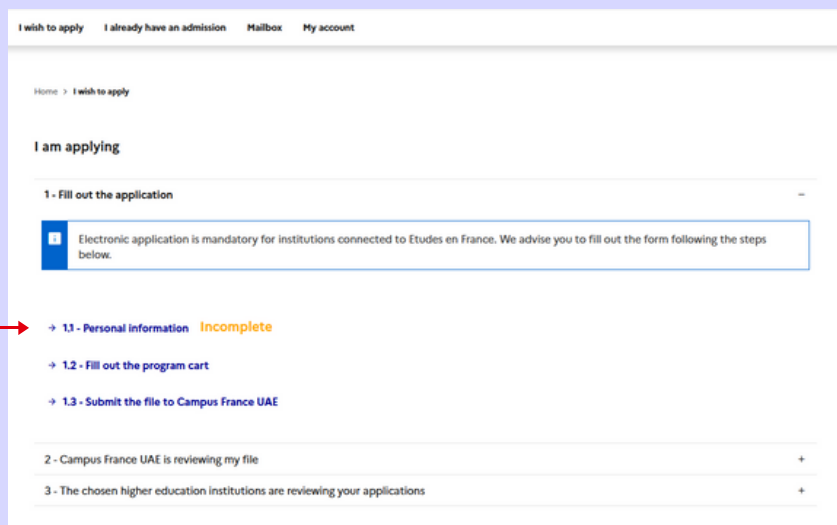 I wish to apply I already have an admission Mailbox My account
Home > I wish to apply
I am applying
1 - Fill out the application −
i Electronic application is mandatory for institutions connected to Etudes en France. We advise you to fill out the form following the steps
below.
→ 1.1 - Personal information Incomplete
→ 1.2 - Fill out the program cart
→ 1.3 - Submit the file to Campus France UAE
2 - Campus France UAE is reviewing my file +
3 - The chosen higher education institutions are reviewing your applications +